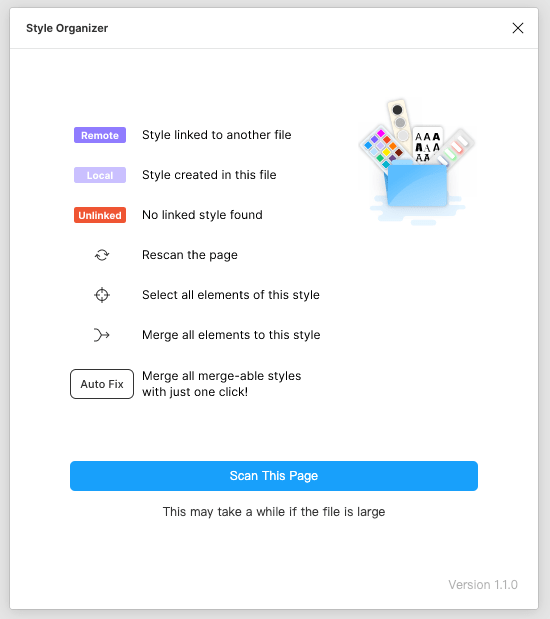 Style Organizer
Remote
Style linked to another file
Local
Style created in this file
Unlinked
No linked style found
Rescan the page
Select all elements of this style
Merge all elements to this style
Auto Fix
Merge all merge-able styles
with just one click!
A A A
A A A
A A A
Scan This Page
This may take a while if the file is large
Version 1.1.0